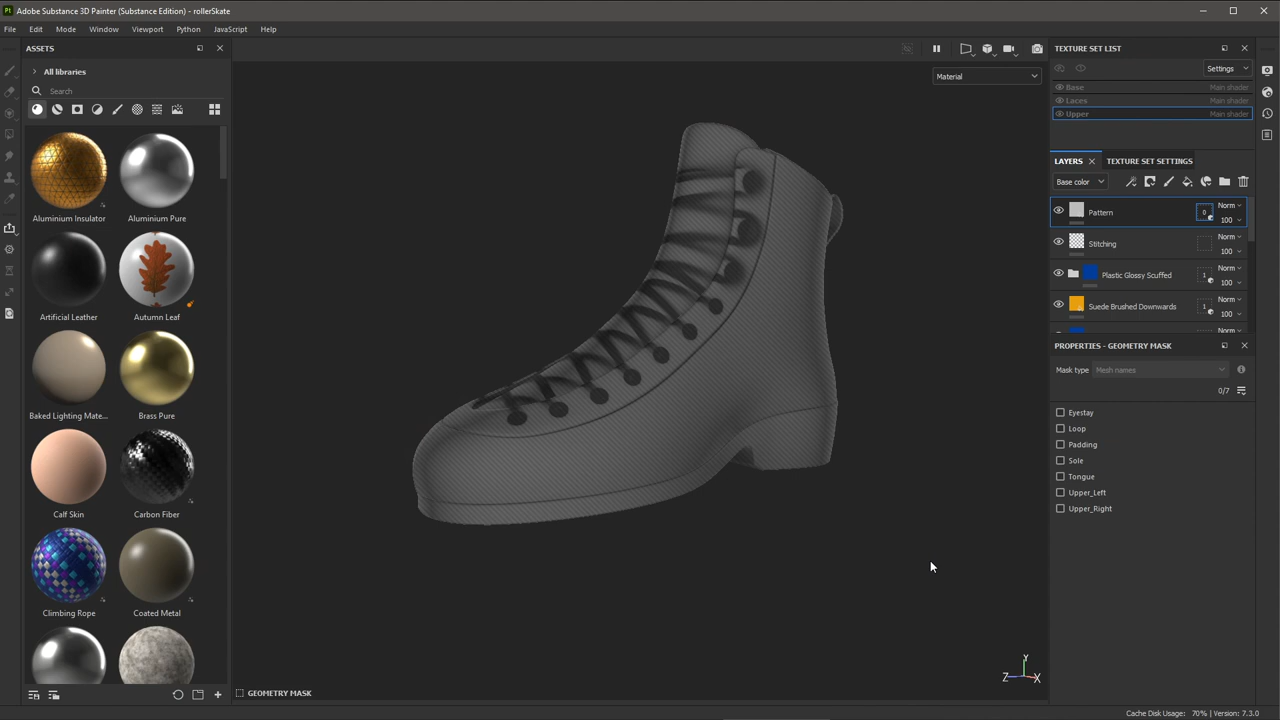 Pt Adobe Substance 3D Painter (Substance Edition) - rollerSkate
File Edit Mode Window Viewport Python JavaScript Help
ASSETS
All libraries
Search
Aluminium Insulator
Aluminium Pure
Artificial Leather
Autumn Leaf
Baked Lighting Mate...
Brass Pure
Calf Skin
Carbon Fiber
Climbing Rope
Coated Metal
Material
Y
Z
X
GEOMETRY MASK
TEXTURE SET LIST
Settings
Base Main shader
Laces Main shader
Upper Main shader
LAYERS TEXTURE SET SETTINGS
Base color
Pattern 0 Norm
100
Stitching Norm
100
Plastic Glossy Scuffed 1 Norm
100
Suede Brushed Downwards 1 Norm
100
Norm
PROPERTIES - GEOMETRY MASK
Mask type Mesh names
0/7
Eyestay
Loop
Padding
Sole
Tongue
Upper_Left
Upper_Right
Cache Disk Usage: 70% | Version: 7.3.0